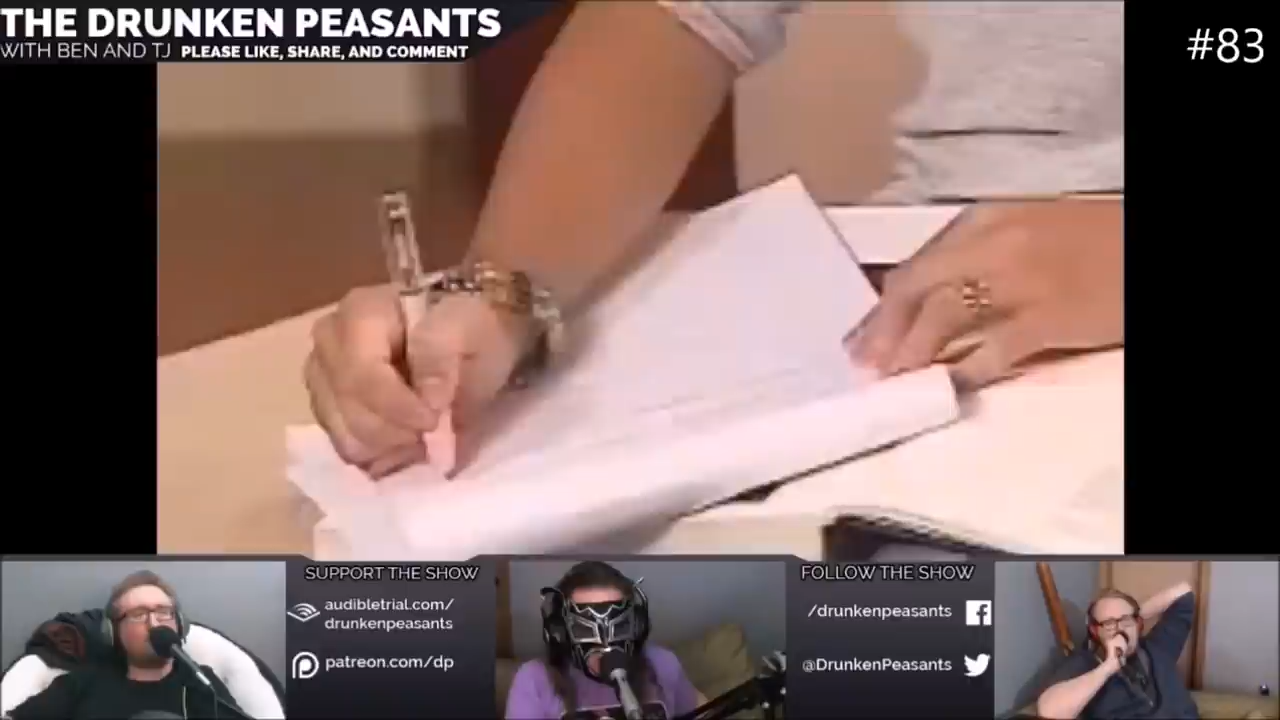 THE DRUNKEN PEASANTS
WITH BEN AND TJ PLEASE LIKE, SHARE, AND COMMENT
#83
SUPPORT THE SHOW
audibletrial.com/
drunkenpeasants
patreon.com/dp
FOLLOW THE SHOW
/drunkenpeasants
@DrunkenPeasants